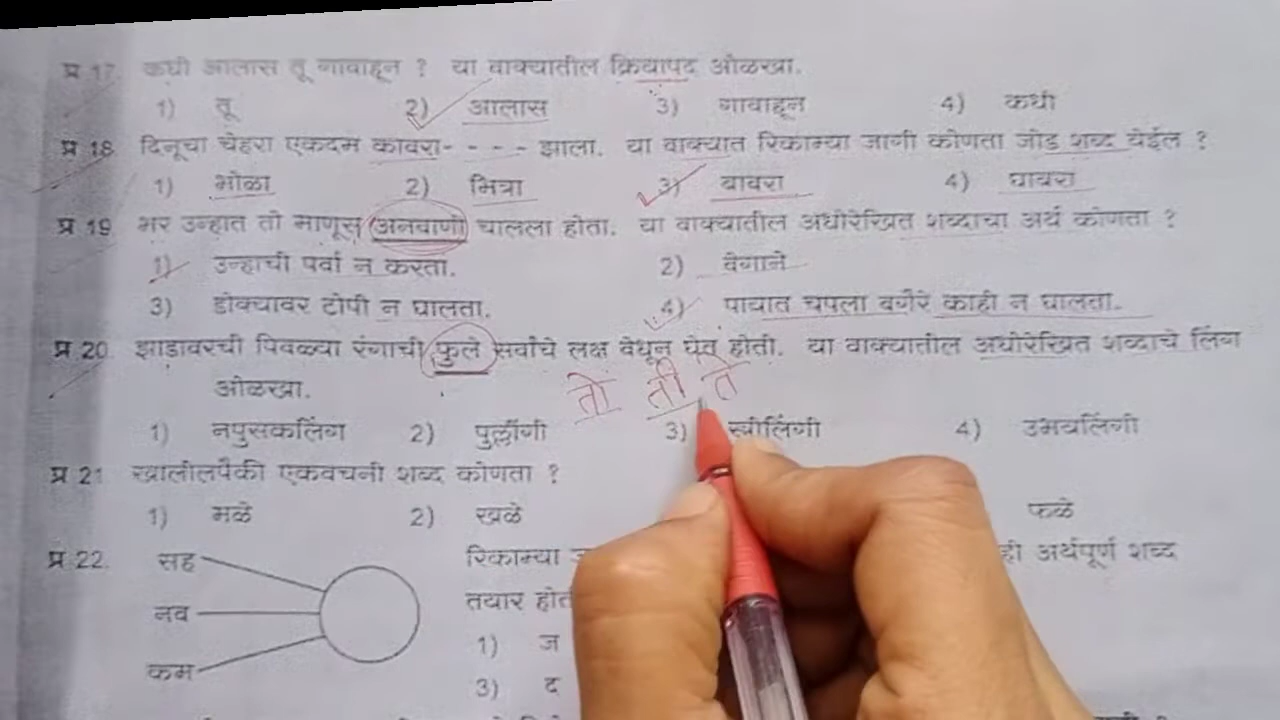 प्र 17. कधी आलास तू गावाहून ? या वाक्यातील क्रियापद ओळखा.
1) तू 2) आलास 3) गावाहून 4) कधी
प्र 18. दिनूचा चेहरा एकदम कावरा- - - - झाला. या वाक्यात रिकाम्या जागी कोणता जोड शब्द येईल ?
1) भोळा 2) भित्रा 3) बावरा 4) घाबरा
प्र 19. भर उन्हात तो माणूस अनवाणी चालला होता. या वाक्यातील अधोरेखित शब्दाचा अर्थ कोणता ?
1) उन्हाची पर्वा न करता. 2) वेगाने
3) डोक्यावर टोपी न घालता. 4) पायात चपला वगैरे काही न घालता.
प्र 20. झाडावरची पिवळ्या रंगाची फुले सर्वांचे लक्ष वेधून घेत होती. या वाक्यातील अधोरेखित शब्दाचे लिंग
ओळखा.
तो ती ते
1) नपुसकलिंग 2) पुल्लींगी 3) स्त्रीलिंगी 4) उभयलिंगी
प्र 21. खालीलपैकी एकवचनी शब्द कोणता ?
1) मळे 2) खळे फळे
प्र 22. सह रिकाम्या ही अर्थपूर्ण शब्द
नव तयार
1) ज
कम
3) द